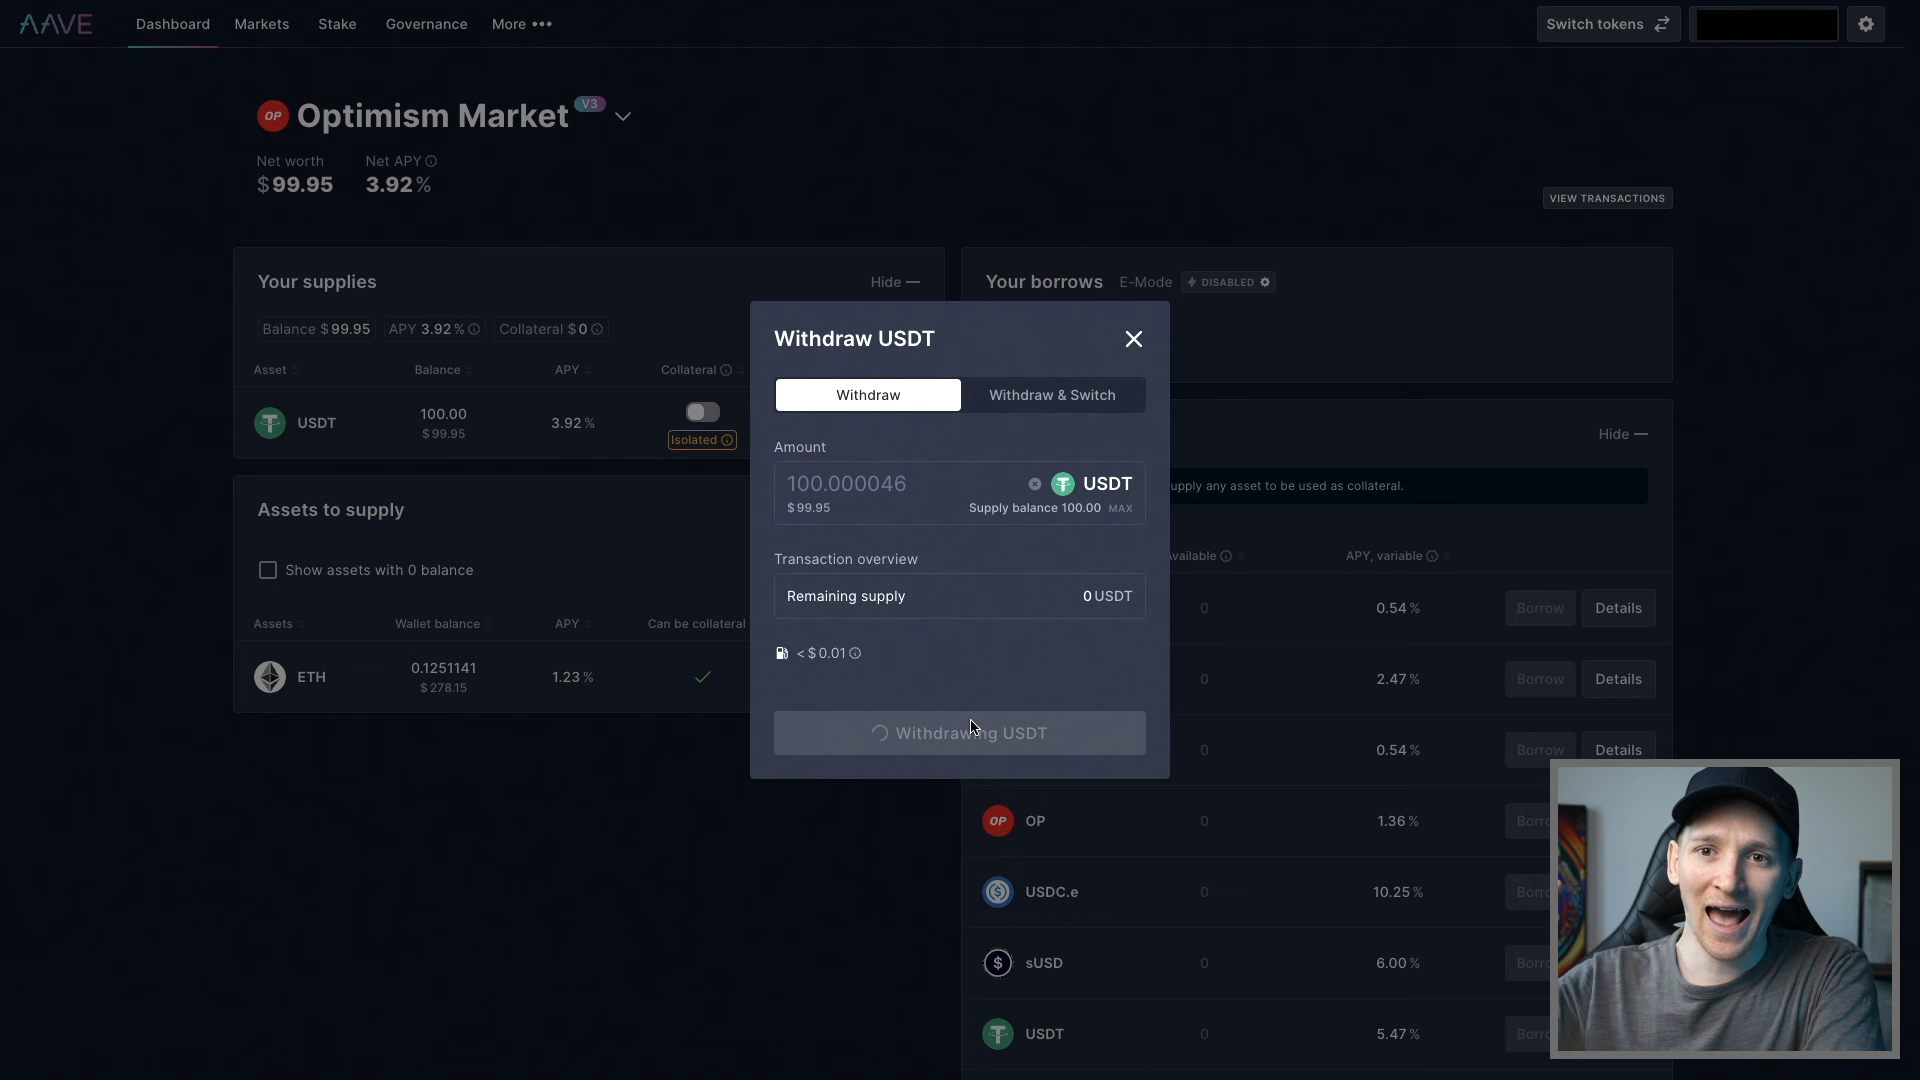 AAVE
Dashboard
Markets
Stake
Governance
More
Switch tokens
OP
Optimism Market
V3
Net worth
$99.95
Net APY
3.92%
VIEW TRANSACTIONS
Your supplies
Hide
Balance $99.95
APY 3.92%
Collateral $0
Asset
Balance
APY
Collateral
USDT
100.00
$99.95
3.92%
Isolated
Assets to supply
Show assets with 0 balance
Assets
Wallet balance
APY
Can be collateral
ETH
0.1251141
$278.15
1.23%
Withdraw USDT
Withdraw
Withdraw & Switch
Amount
100.000046
USDT
$99.95
Supply balance 100.00 MAX
Transaction overview
Remaining supply
0 USDT
< $0.01
Withdrawing USDT
Your borrows
E-Mode
DISABLED
Hide
upply any asset to be used as collateral.
vailable
APY, variable
0
0.54%
Borrow
Details
0
2.47%
Borrow
Details
0
0.54%
Borrow
Details
OP
OP
0
1.36%
Borro
USDC.e
0
10.25%
Borro
sUSD
0
6.00%
Borro
USDT
0
5.47%
Borro